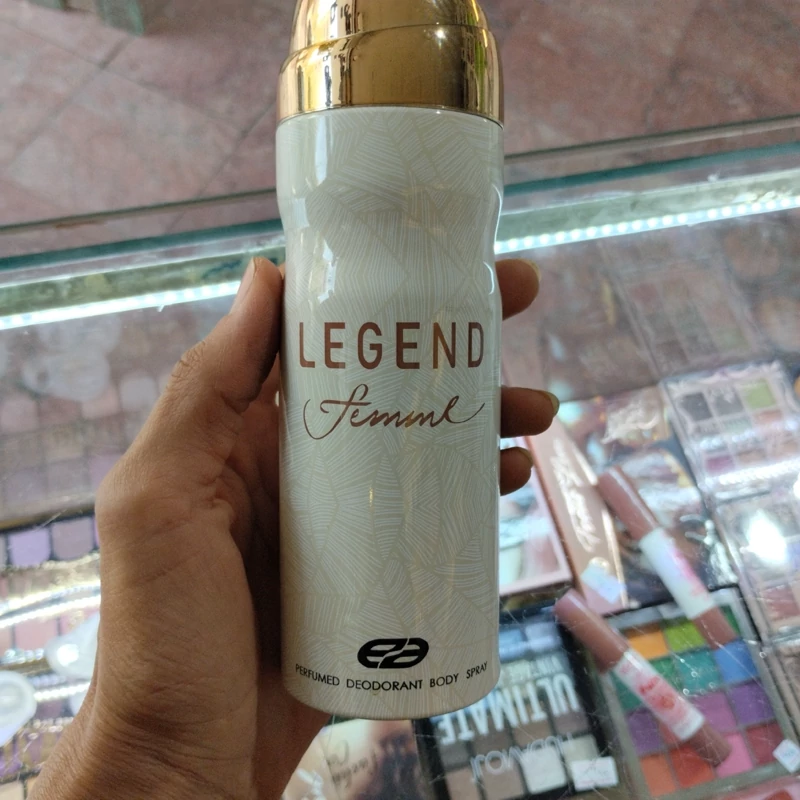 LEGEND
femme
PERFUMED DEODORANT BODY SPRAY
ULTIMATE